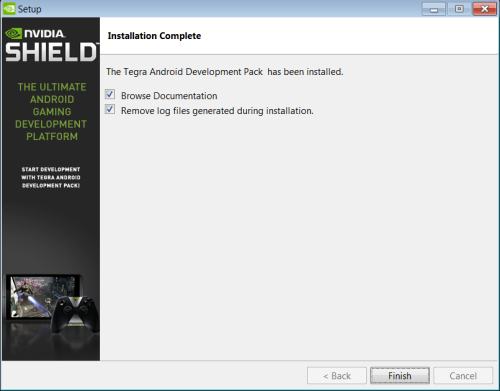 Setup
NVIDIA
SHIELD
THE ULTIMATE
ANDROID
GAMING
DEVELOPMENT
PLATFORM
START DEVELOPMENT
WITH TEGRA ANDROID
DEVELOPMENT PACK!
Installation Complete
The Tegra Android Development Pack  has been installed.
Browse Documentation
Remove log files generated during installation.
< Back
Finish
Cancel